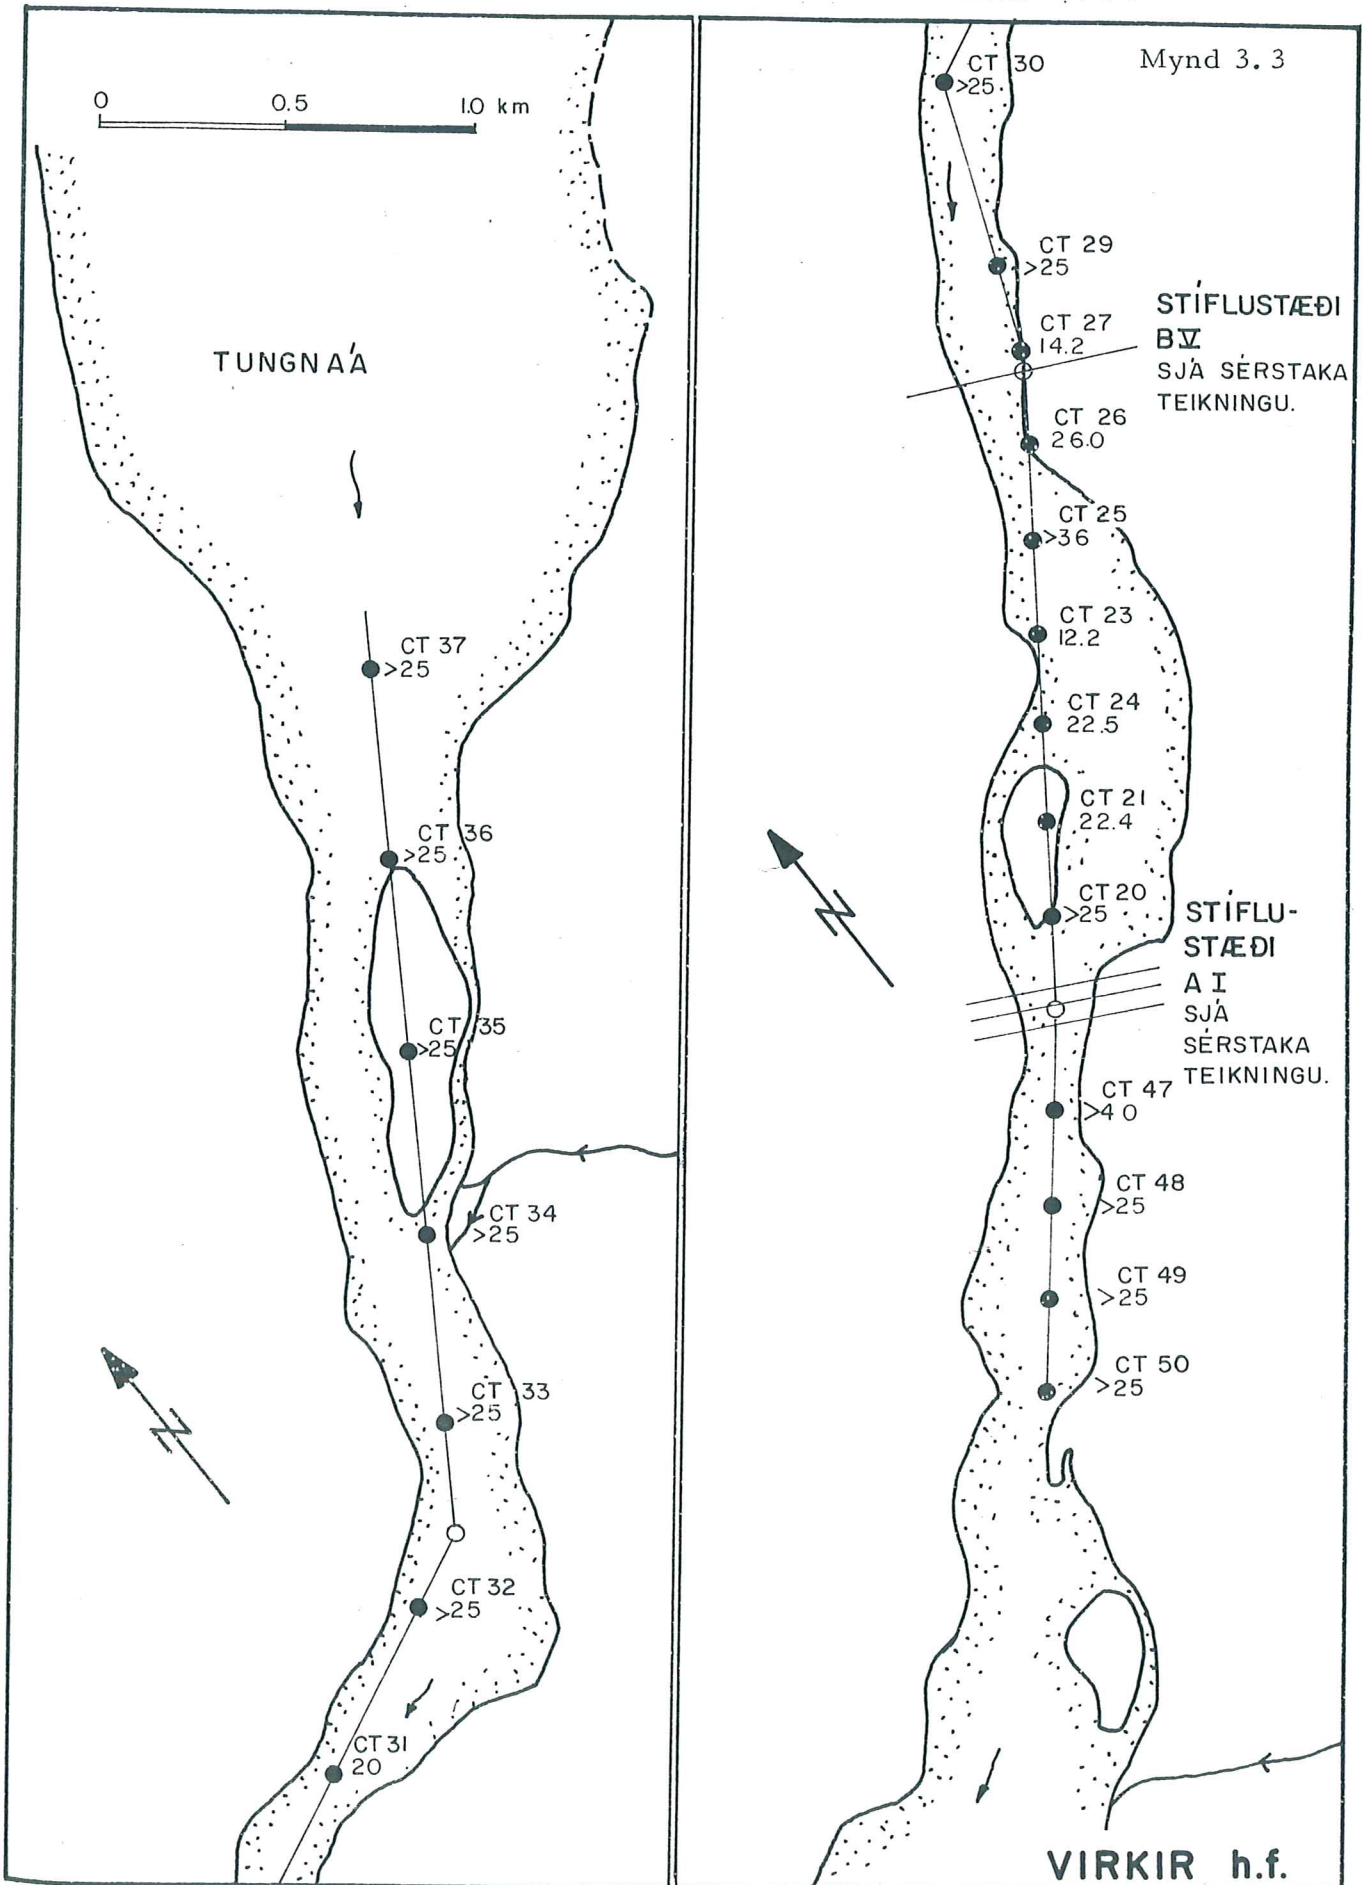 Mynd 3.3
0 0.5 1.0 km
TUNGNAÁ
CT 37
>25
CT 36
>25
CT 35
>25
CT 34
>25
CT 33
>25
CT 32
>25
CT 31
20
CT 30
>25
CT 29
>25
CT 27
14.2
STÍFLUSTÆÐI
B V
SJÁ SÉRSTAKA
TEIKNINGU.
CT 26
26.0
CT 25
>36
CT 23
12.2
CT 24
22.5
CT 21
22.4
CT 20
>25
STÍFLU-
STÆÐI
A I
SJÁ
SÉRSTAKA
TEIKNINGU.
CT 47
>40
CT 48
>25
CT 49
>25
CT 50
>25
N
N
VIRKIR h.f.